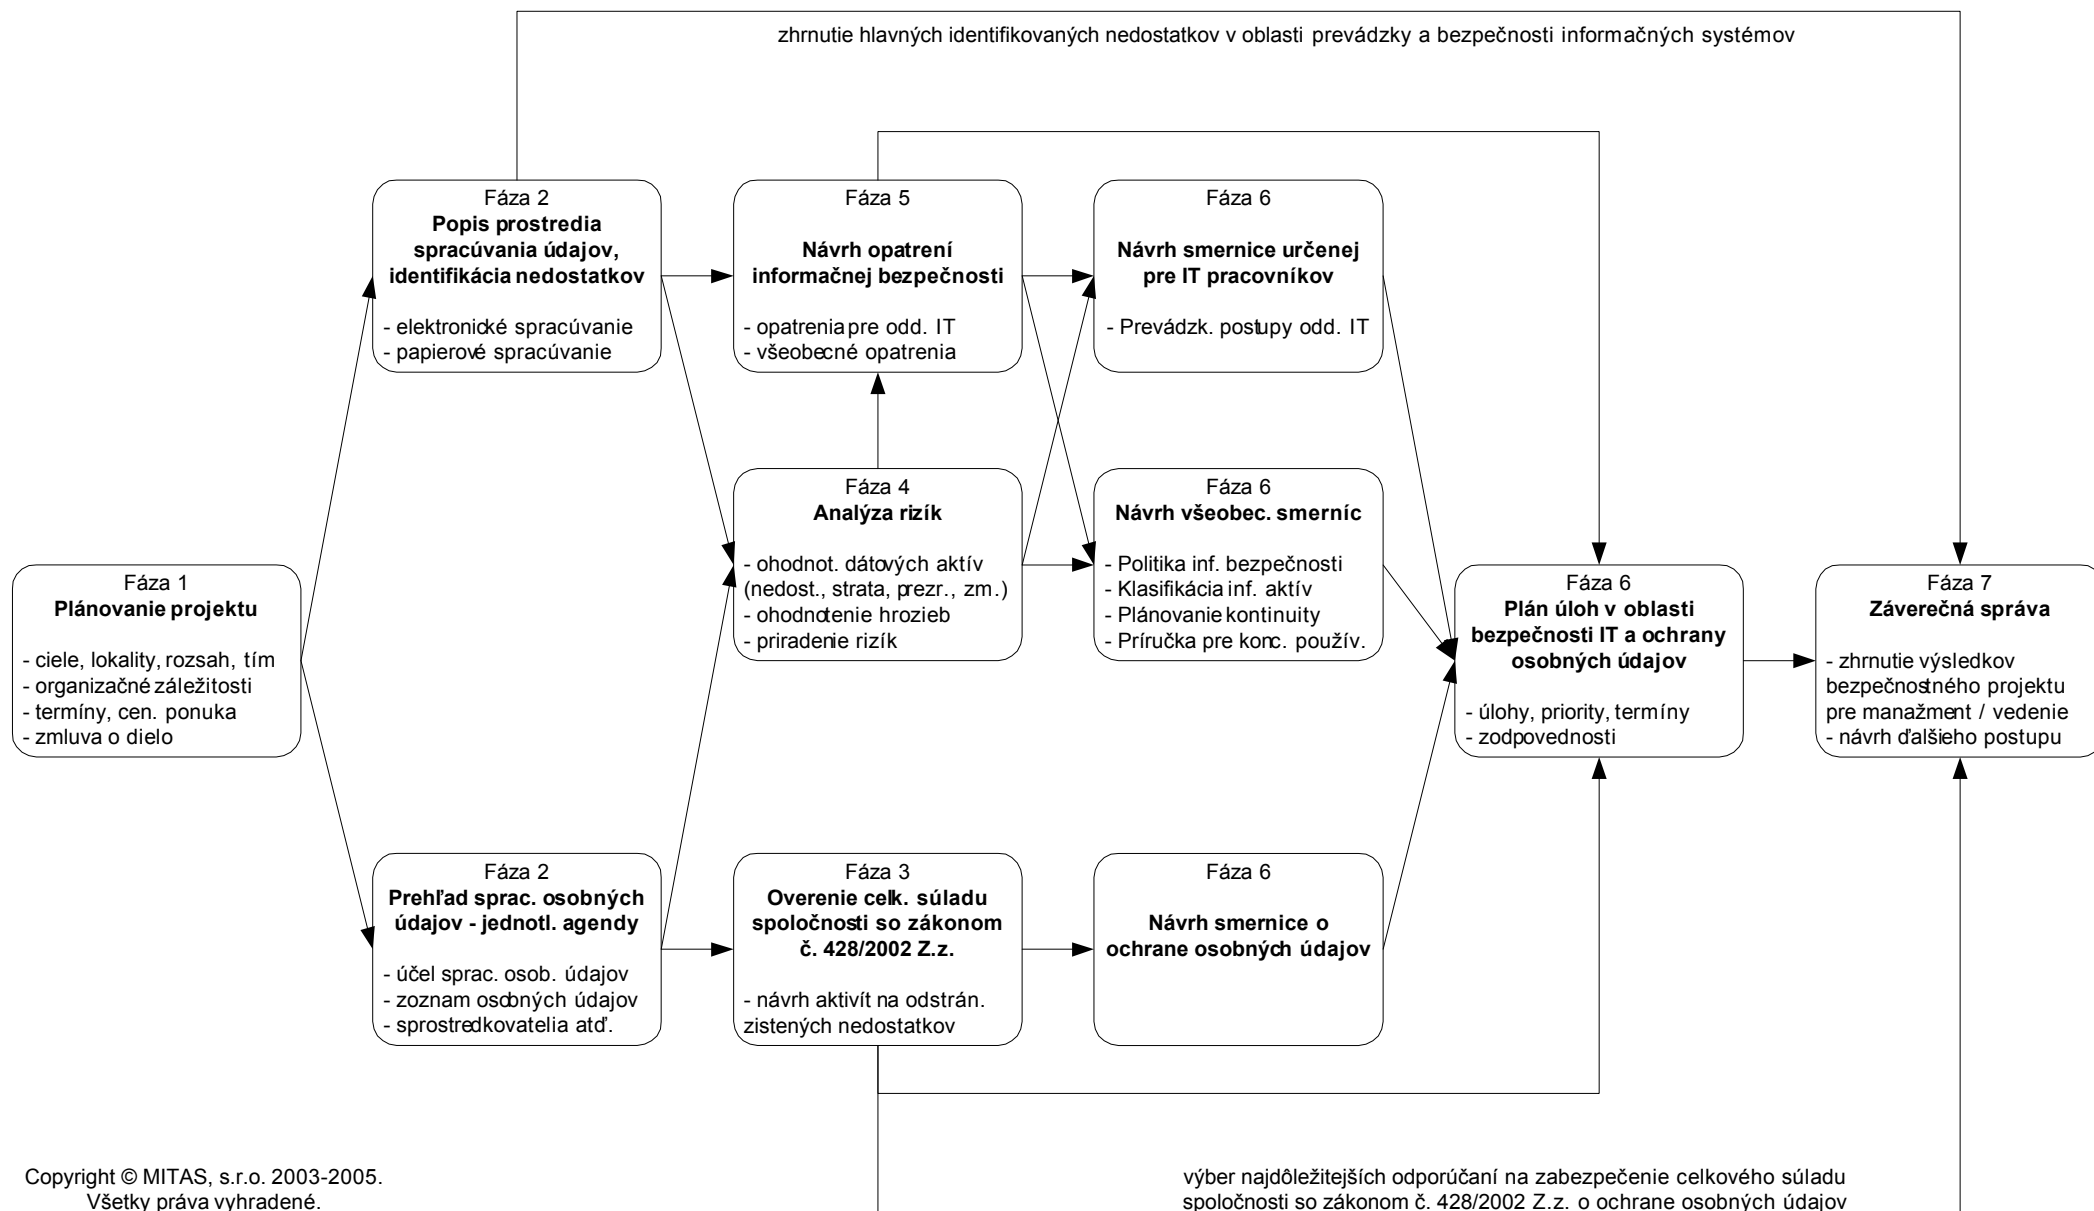 zhrnutie hlavných identifikovaných nedostatkov v oblasti prevádzky a bezpečnosti informačných systémov
Fáza 2
Popis prostredia
spracúvania údajov,
identifikácia nedostatkov
- elektronické spracúvanie
- papierové spracúvanie
Fáza 5
Návrh opatrení
informačnej bezpečnosti
- opatrenia pre odd. IT
- všeobecné opatrenia
Fáza 6
Návrh smernice určenej
pre IT pracovníkov
- Prevádzk. postupy odd. IT
Fáza 4
Analýza rizík
- ohodnot. dátových aktív
(nedost., strata, prezr., zm.)
- ohodnotenie hrozieb
- priradenie rizík
Fáza 6
Návrh všeobec. smerníc
- Politika inf. bezpečnosti
- Klasifikácia inf. aktív
- Plánovanie kontinuity
- Príručka pre konc. použív.
Fáza 1
Plánovanie projektu
- ciele, lokality, rozsah, tím
- organizačné záležitosti
- termíny, cen. ponuka
- zmluva o dielo
Fáza 6
Plán úloh v oblasti
bezpečnosti IT a ochrany
osobných údajov
- úlohy, priority, termíny
- zodpovednosti
Fáza 7
Záverečná správa
- zhrnutie výsledkov
bezpečnostného projektu
pre manažment / vedenie
- návrh ďalšieho postupu
Fáza 2
Prehľad sprac. osobných
údajov - jednotl. agendy
- účel sprac. osob. údajov
- zoznam osobných údajov
- sprostredkovatelia atď.
Fáza 3
Overenie celk. súladu
spoločnosti so zákonom
č. 428/2002 Z.z.
- návrh aktivít na odstrán.
zistených nedostatkov
Fáza 6
Návrh smernice o
ochrane osobných údajov
Copyright © MITAS, s.r.o. 2003-2005.
Všetky práva vyhradené.
výber najdôležitejších odporúčaní na zabezpečenie celkového súladu
spoločnosti so zákonom č. 428/2002 Z.z. o ochrane osobných údajov